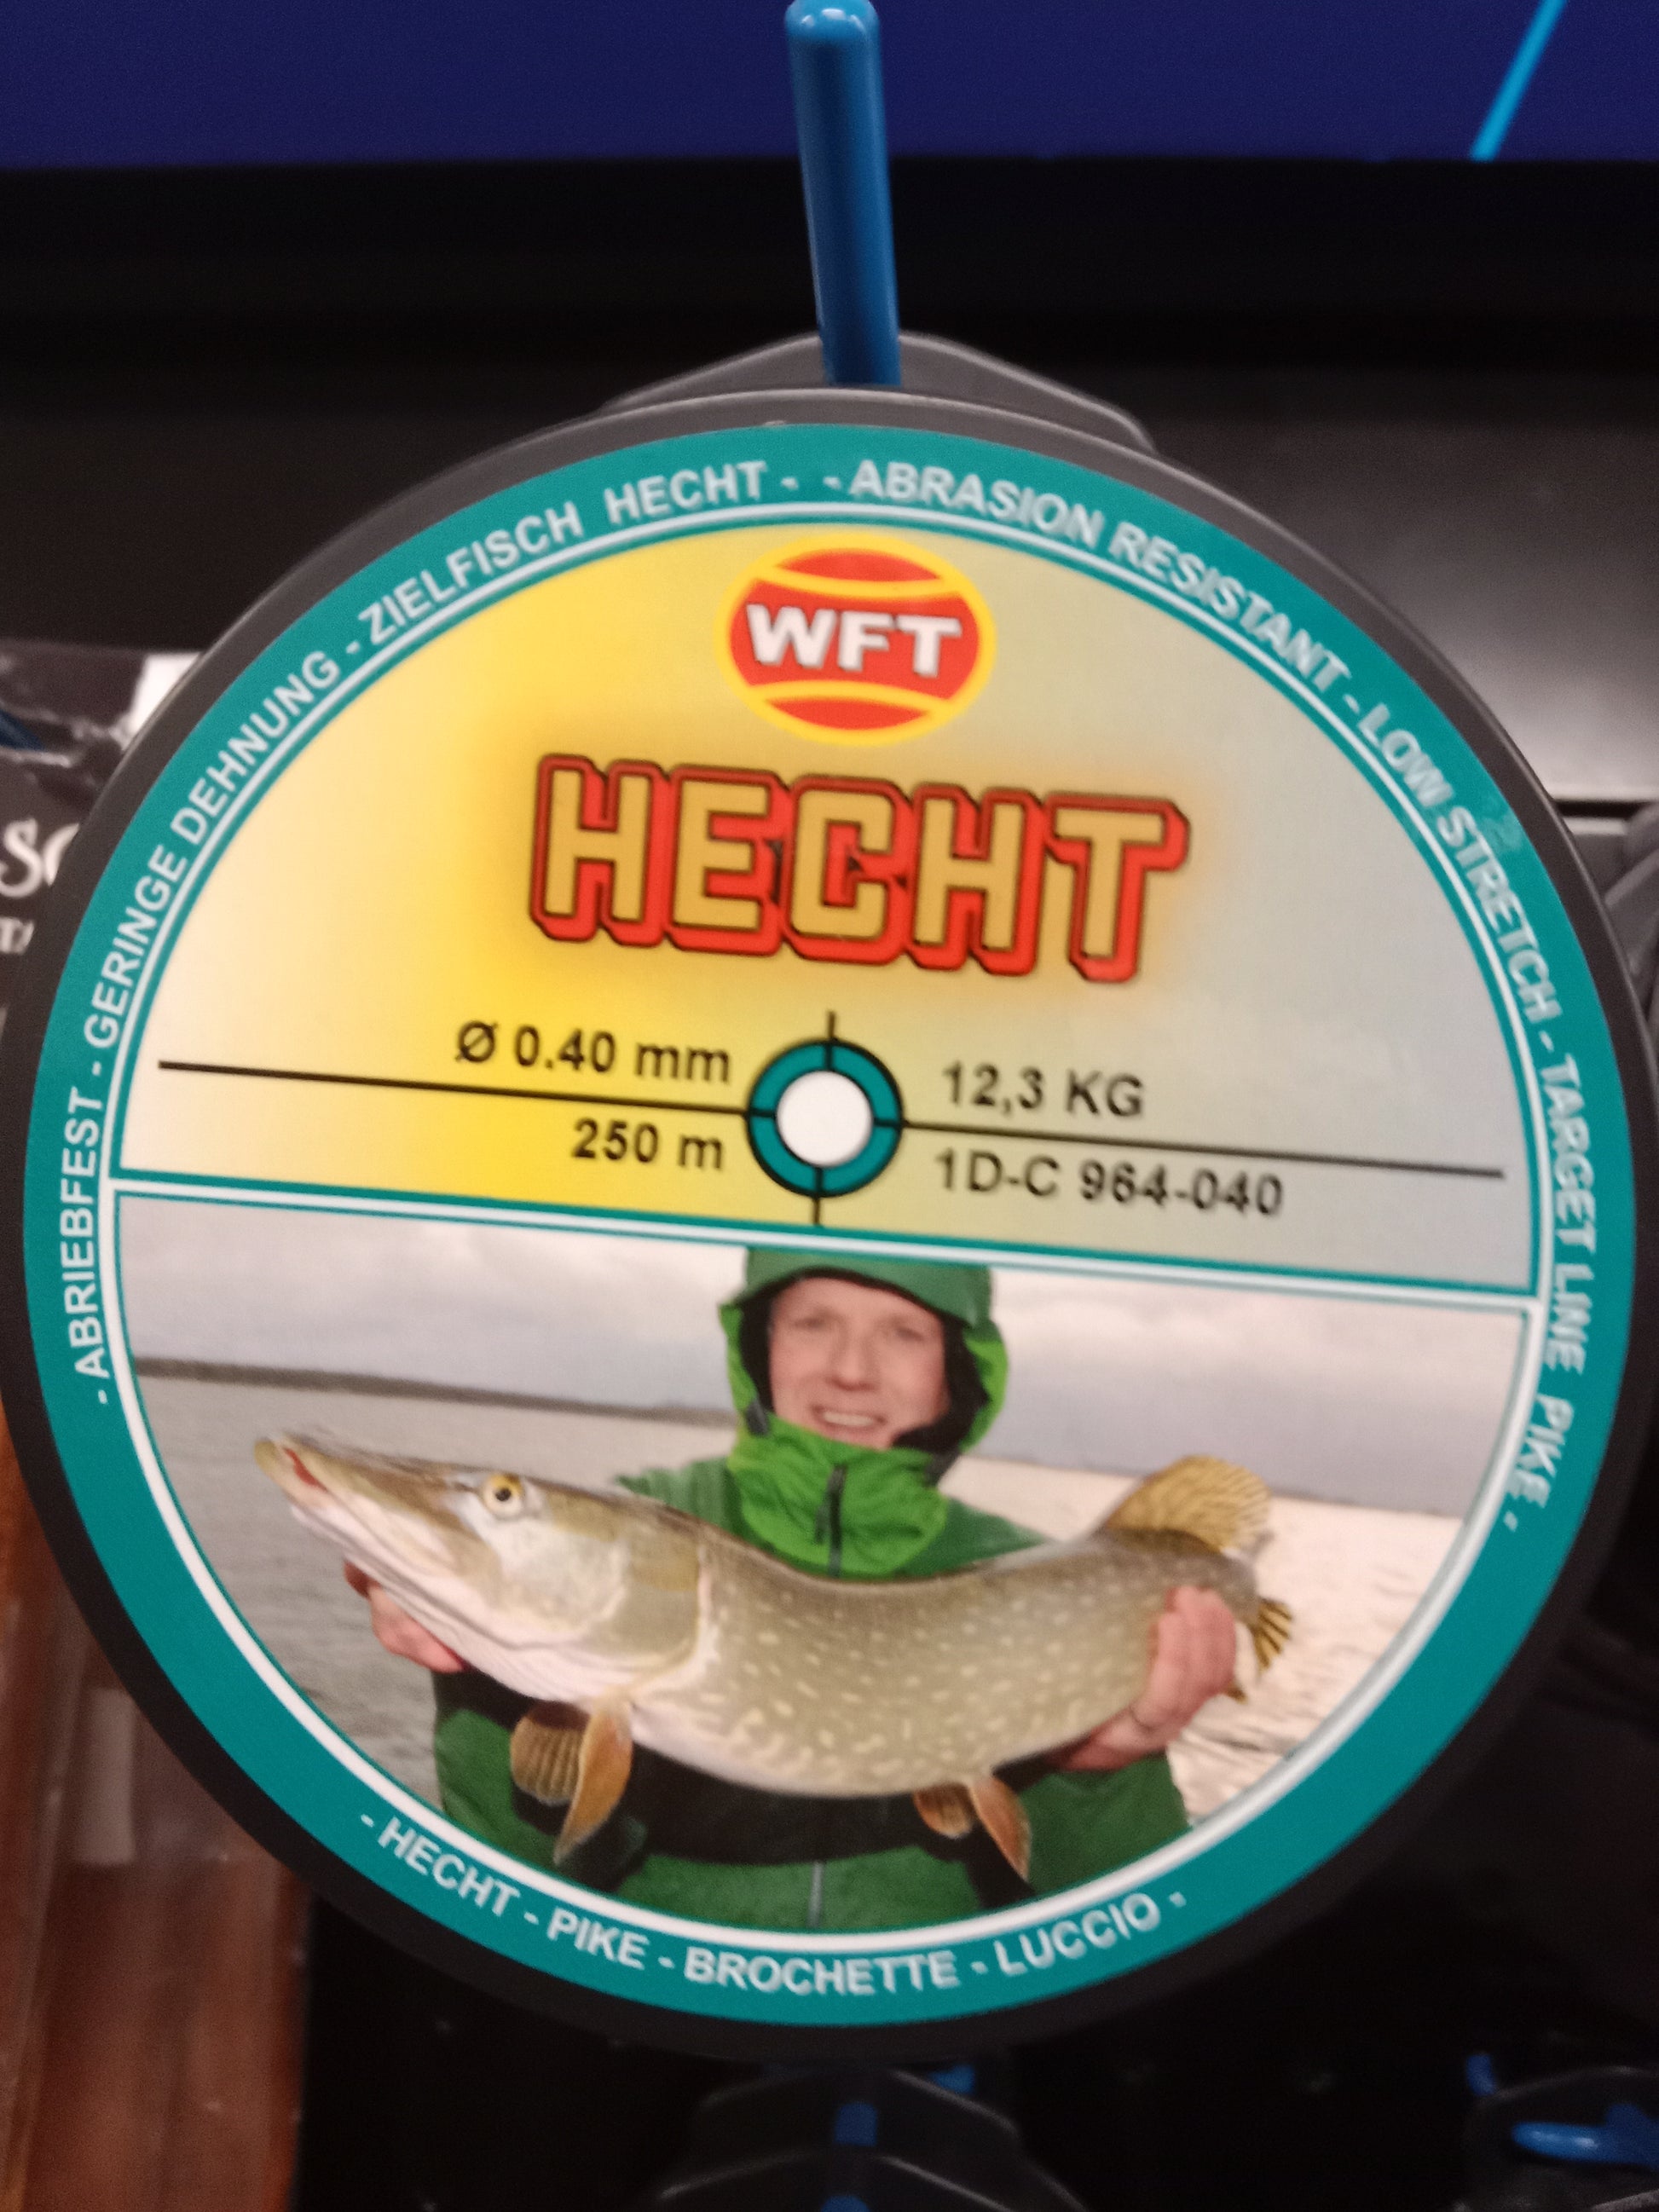 - ABRIEBFEST - GERINGE DEHNUNG - ZIELFISCH HECHT -
- ABRASION RESISTANT - LOW STRETCH - TARGET LINE PIKE -
WFT
HECHT
Ø 0.40 mm
12,3 KG
250 m
1D-C 964-040
- HECHT - PIKE - BROCHETTE - LUCCIO -